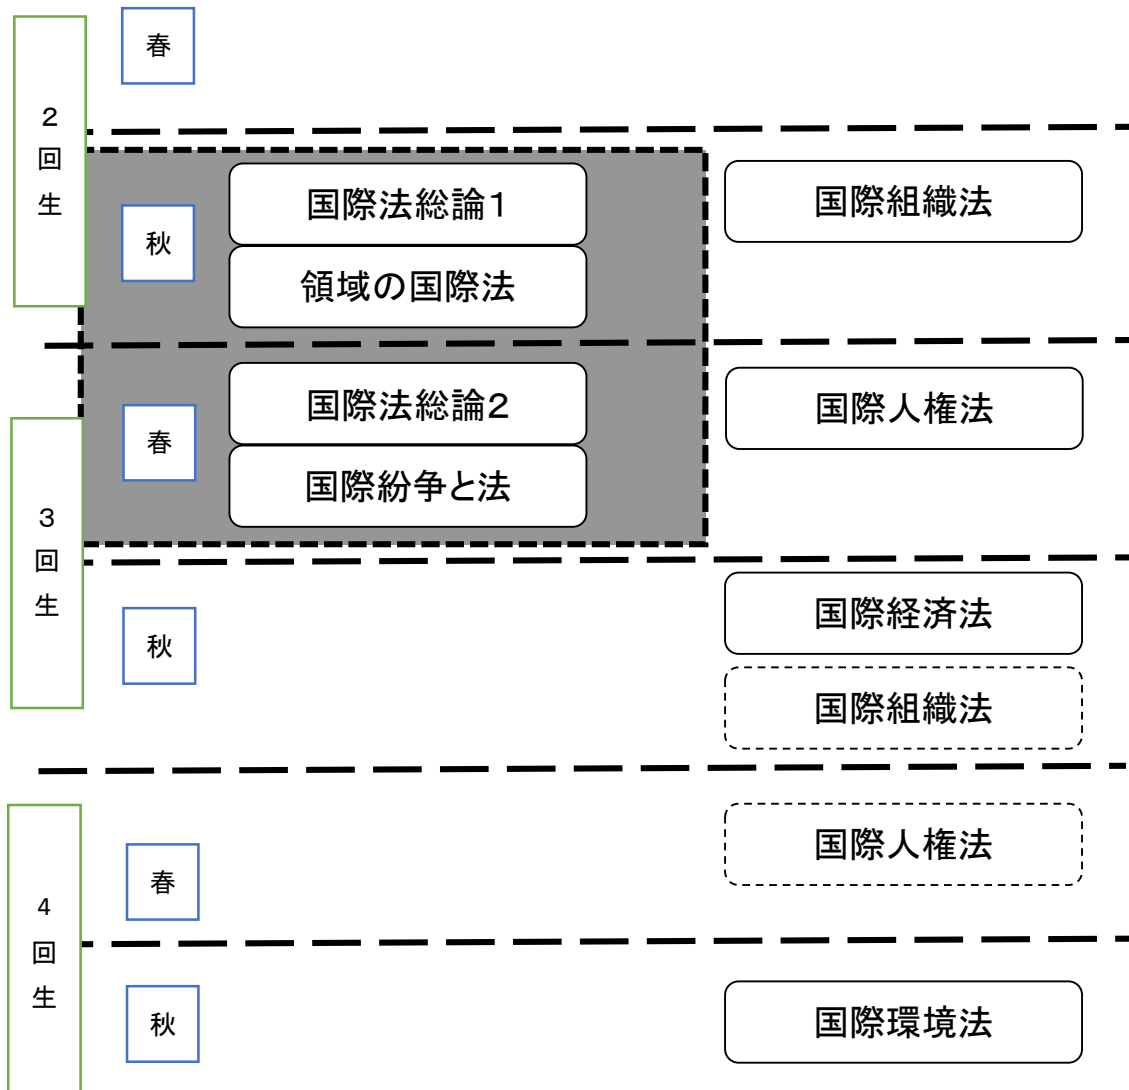 2
回
生
春
秋
国際法総論1
領域の国際法
国際組織法
3
回
生
春
国際法総論2
国際紛争と法
国際人権法
秋
国際経済法
国際組織法
4
回
生
春
国際人権法
秋
国際環境法